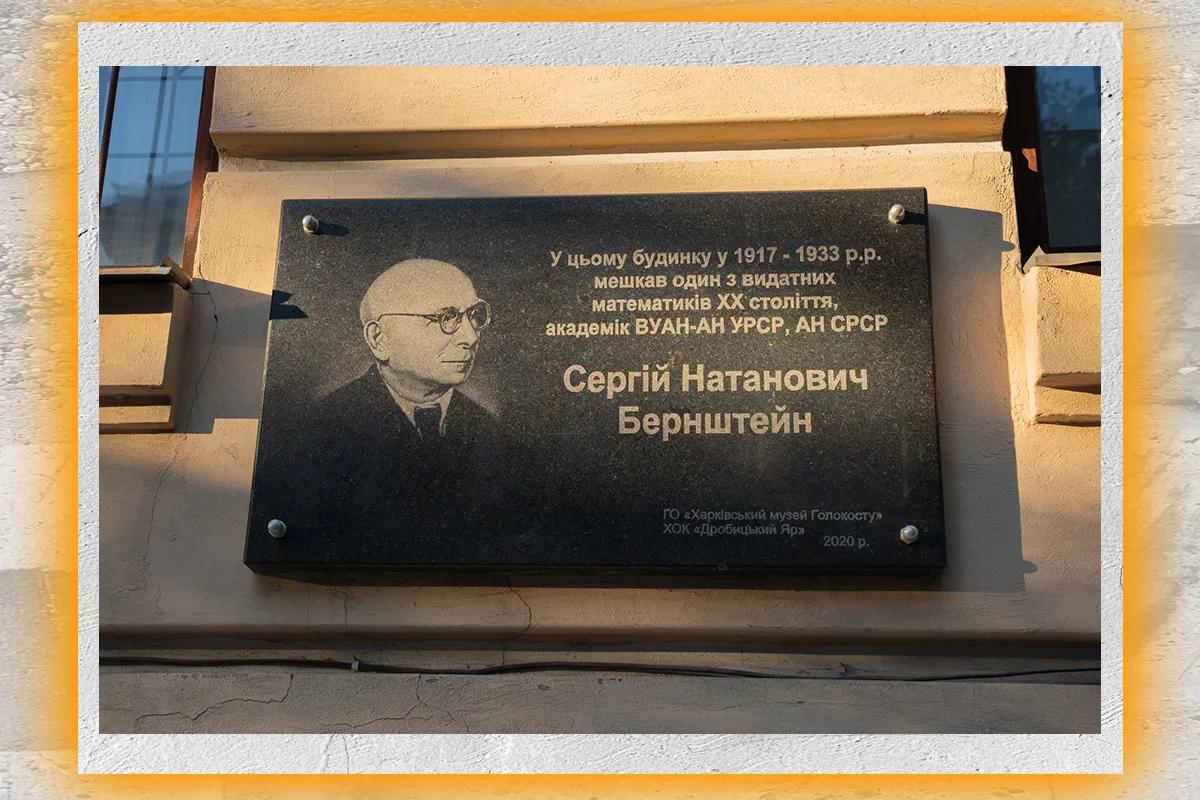 У цьому будинку у 1917 - 1933 р.р.
мешкав один з видатних
математиків ХХ століття,
академік ВУАН-АН УРСР, АН СРСР
Сергій Натанович
Бернштейн
ГО «Харківський музей Голокосту»
ХОК «Дробицький Яр»
2020 р.